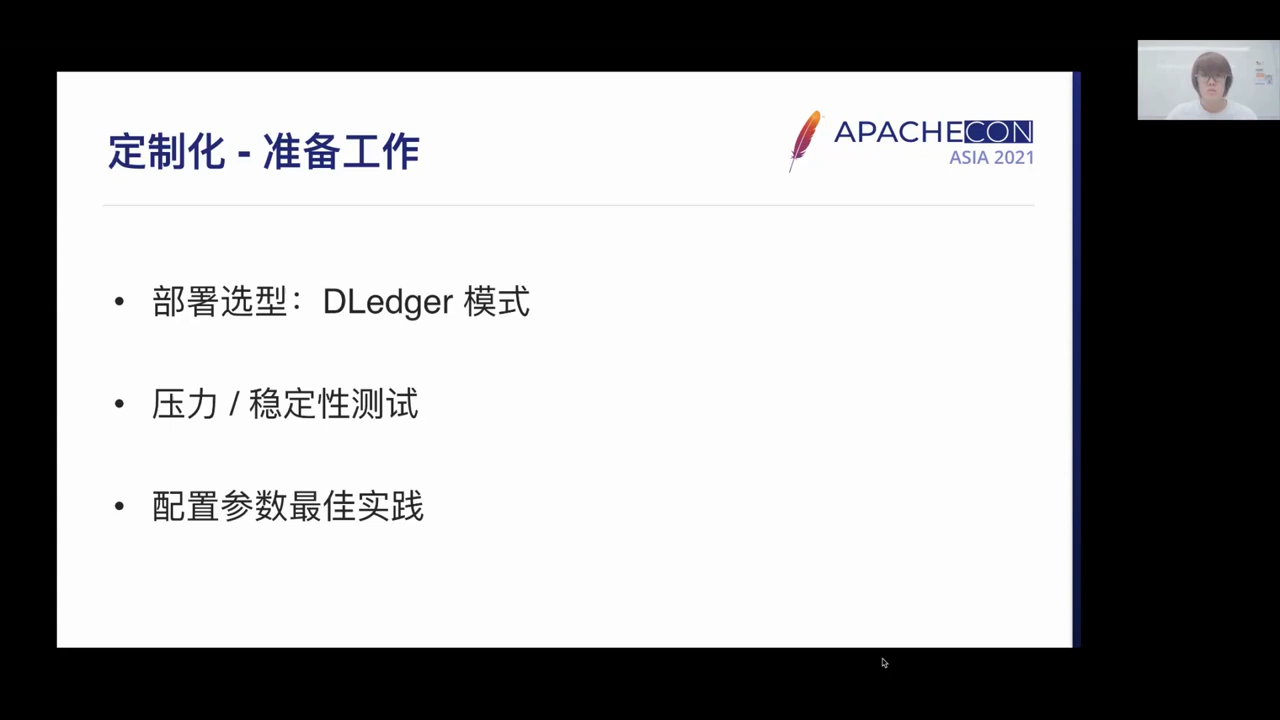 定制化 - 准备工作
APACHECON
ASIA 2021
• 部署选型：DLedger 模式
• 压力 / 稳定性测试
• 配置参数最佳实践